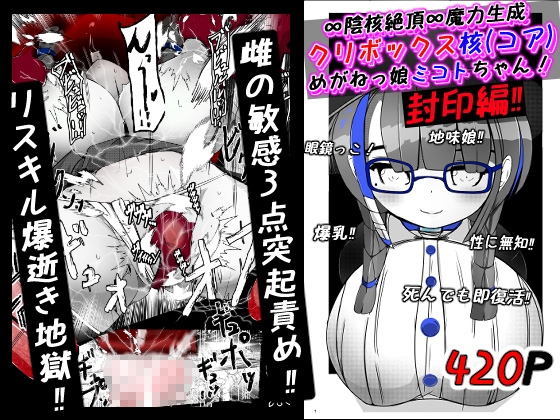 ∞陰核絶頂∞魔力生成
クリボックス核(コア)
めがねっ娘ミコトちゃん!
封印編!!
眼鏡っこ!
地味娘!!
爆乳!!
性に無知!!
死んでも即復活!!
420P
雌の敏感3点突起責め!!
リスキル爆逝き地獄!!